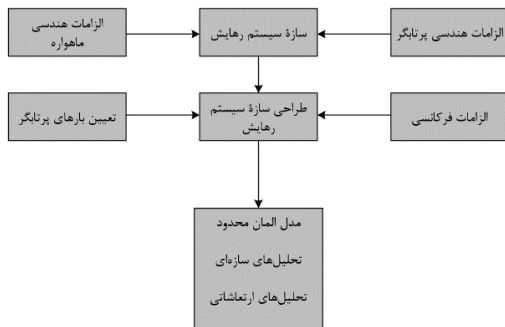 الزامات هندسی پرتابگر
سازهٔ سیستم رهایش
الزامات هندسی
ماهواره
الزامات فرکانسی
طراحی سازهٔ سیستم
رهایش
تعیین بارهای پرتابگر
مدل المان محدود
تحلیل‌های سازه‌ای
تحلیل‌های ارتعاشاتی